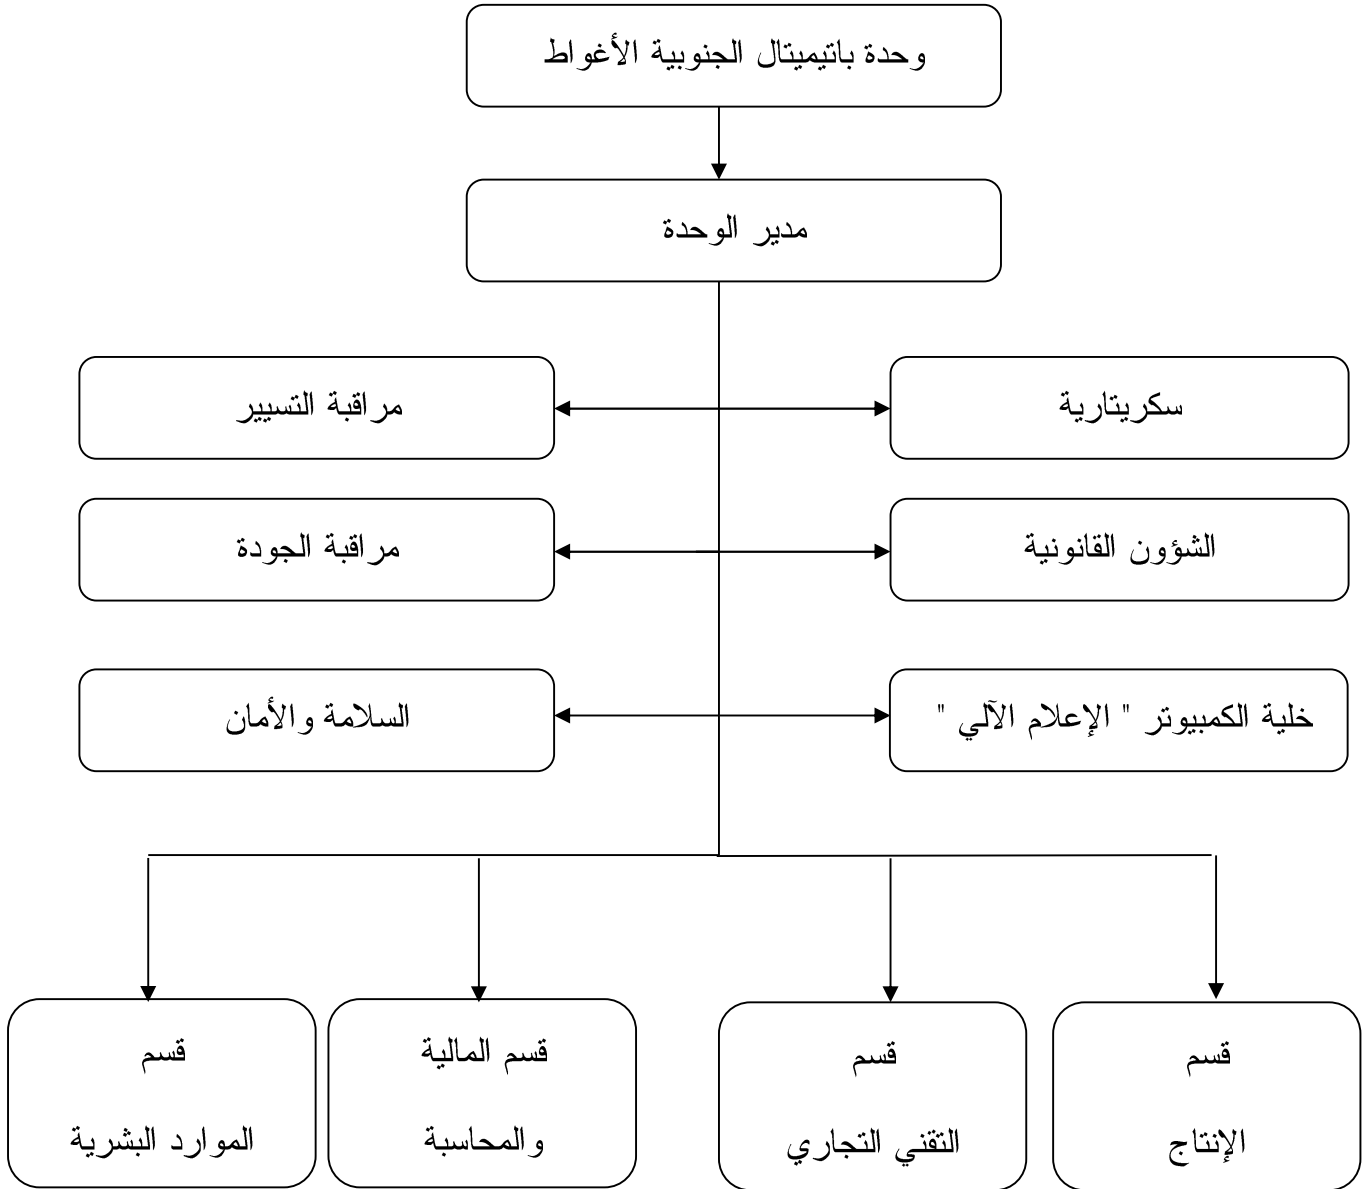 وحدة باتيميتال الجنوبية الأغواط
مدير الوحدة
سكريتارية
مراقبة التسيير
الشؤون القانونية
مراقبة الجودة
خلية الكمبيوتر " الإعلام الآلي "
السلامة والأمان
قسم
الإنتاج
قسم
التقني التجاري
قسم المالية
والمحاسبة
قسم
الموارد البشرية